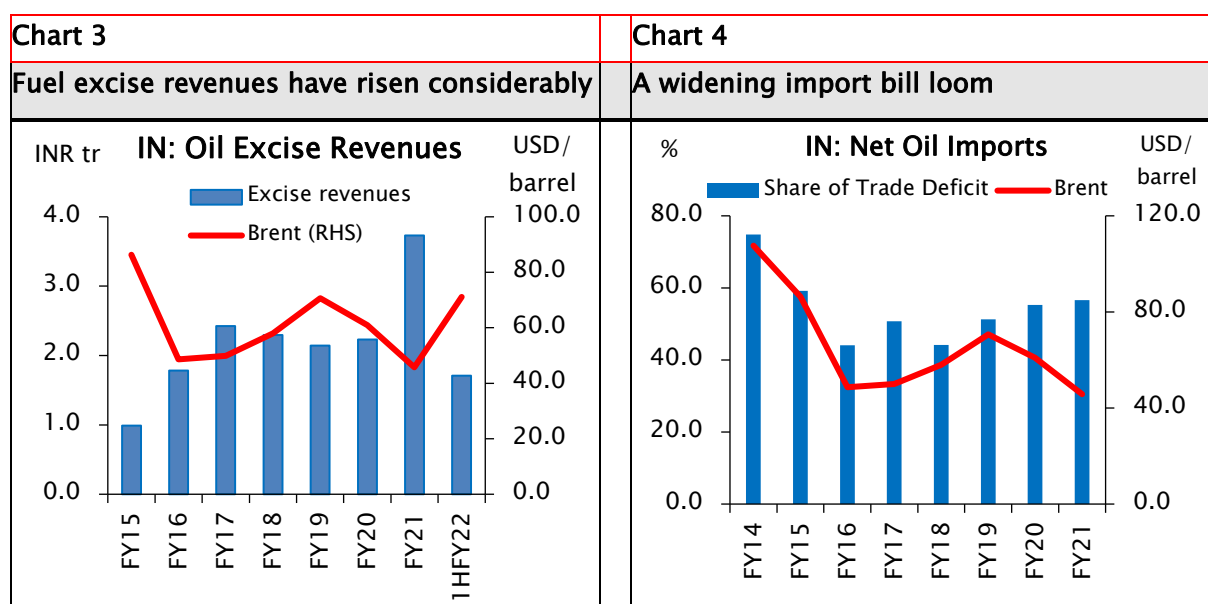 Chart 3
Fuel excise revenues have risen considerably
INR tr
IN: Oil Excise Revenues
USD/
barrel
Excise revenues
Brent (RHS)
4.0
3.0
2.0
1.0
0.0
100.0
80.0
60.0
40.0
20.0
0.0
FY15
FY16
FY17
FY18
FY19
FY20
FY21
1HFY22
Chart 4
A widening import bill loom
%
IN: Net Oil Imports
USD/
barrel
Share of Trade Deficit
Brent
80.0
60.0
40.0
20.0
0.0
120.0
80.0
40.0
0.0
FY14
FY15
FY16
FY17
FY18
FY19
FY20
FY21